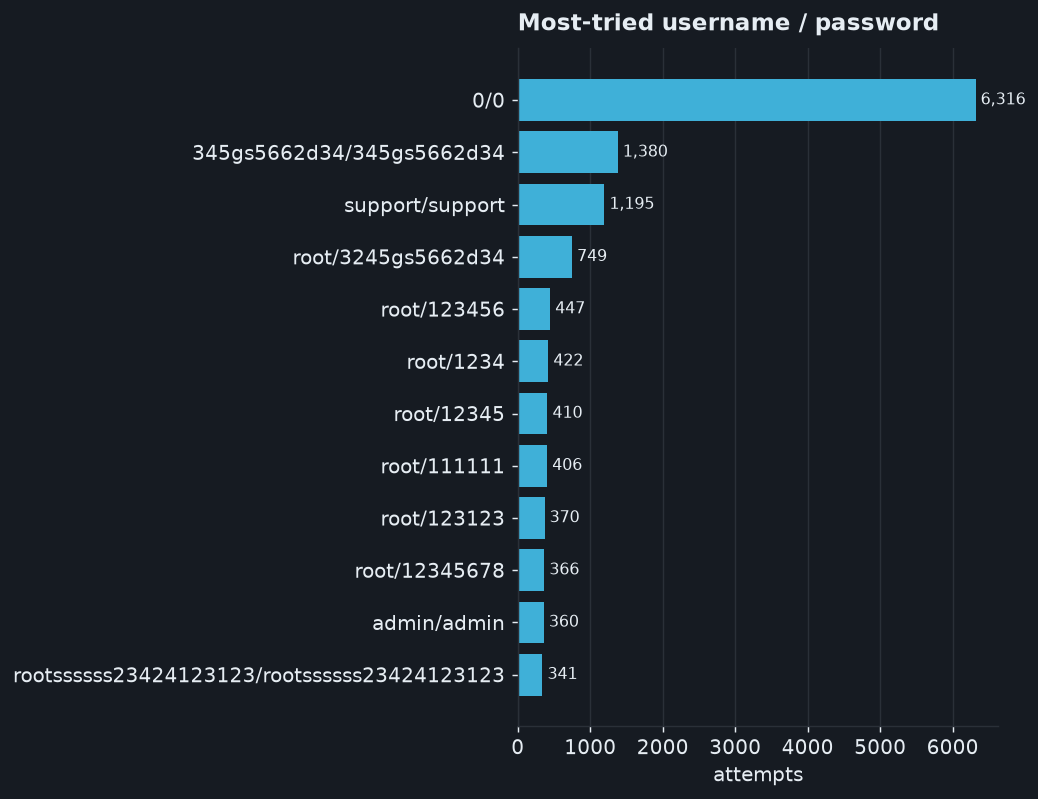 Most-tried username / password
0/0
6,316
345gs5662d34/345gs5662d34
1,380
support/support
1,195
root/3245gs5662d34
749
root/123456
447
root/1234
422
root/12345
410
root/111111
406
root/123123
370
root/12345678
366
admin/admin
360
rootssssss23424123123/rootssssss23424123123
341
0 1000 2000 3000 4000 5000 6000
attempts